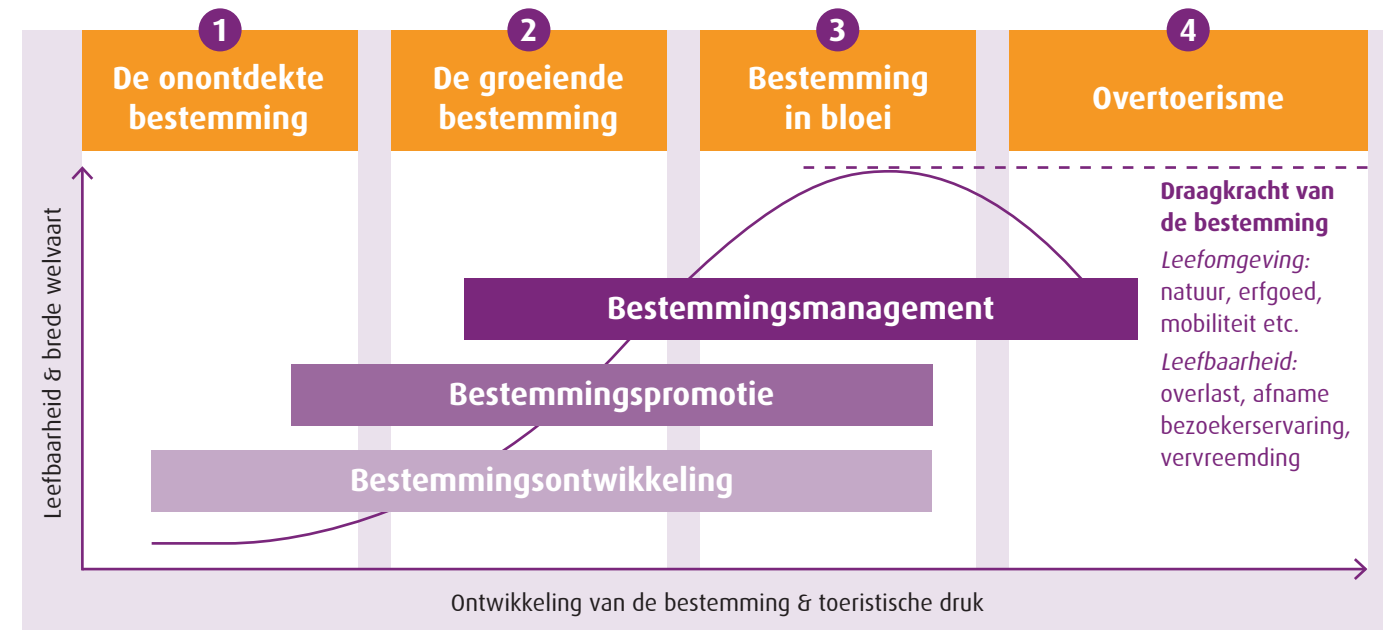 1
De onontdekte
bestemming
2
De groeiende
bestemming
3
Bestemming
in bloei
4
Overtoerisme
Leefbaarheid & brede welvaart
Draagkracht van
de bestemming
Leefomgeving:
natuur, erfgoed,
mobiliteit etc.
Leefbaarheid:
overlast, afname
bezoekerservaring,
vervreemding
Bestemmingsmanagement
Bestemmingspromotie
Bestemmingsontwikkeling
Ontwikkeling van de bestemming & toeristische druk